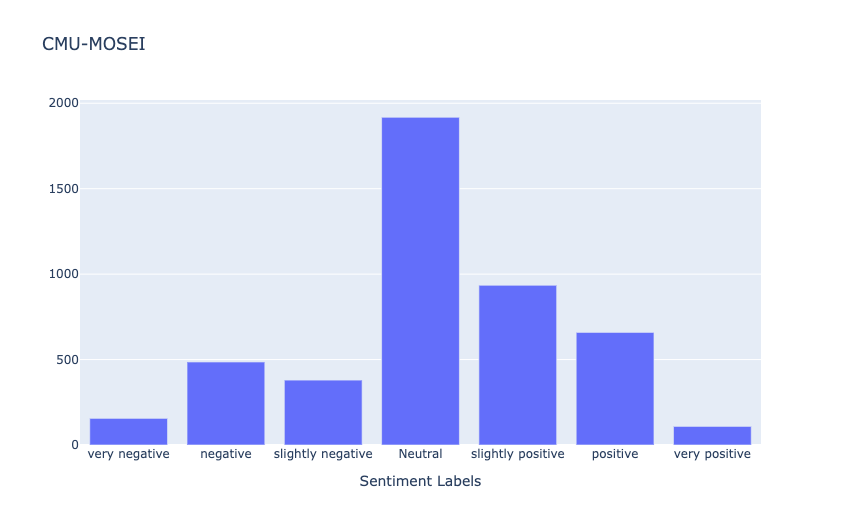 CMU-MOSEI
2000
1500
1000
500
0
very negative negative slightly negative Neutral slightly positive positive very positive
Sentiment Labels